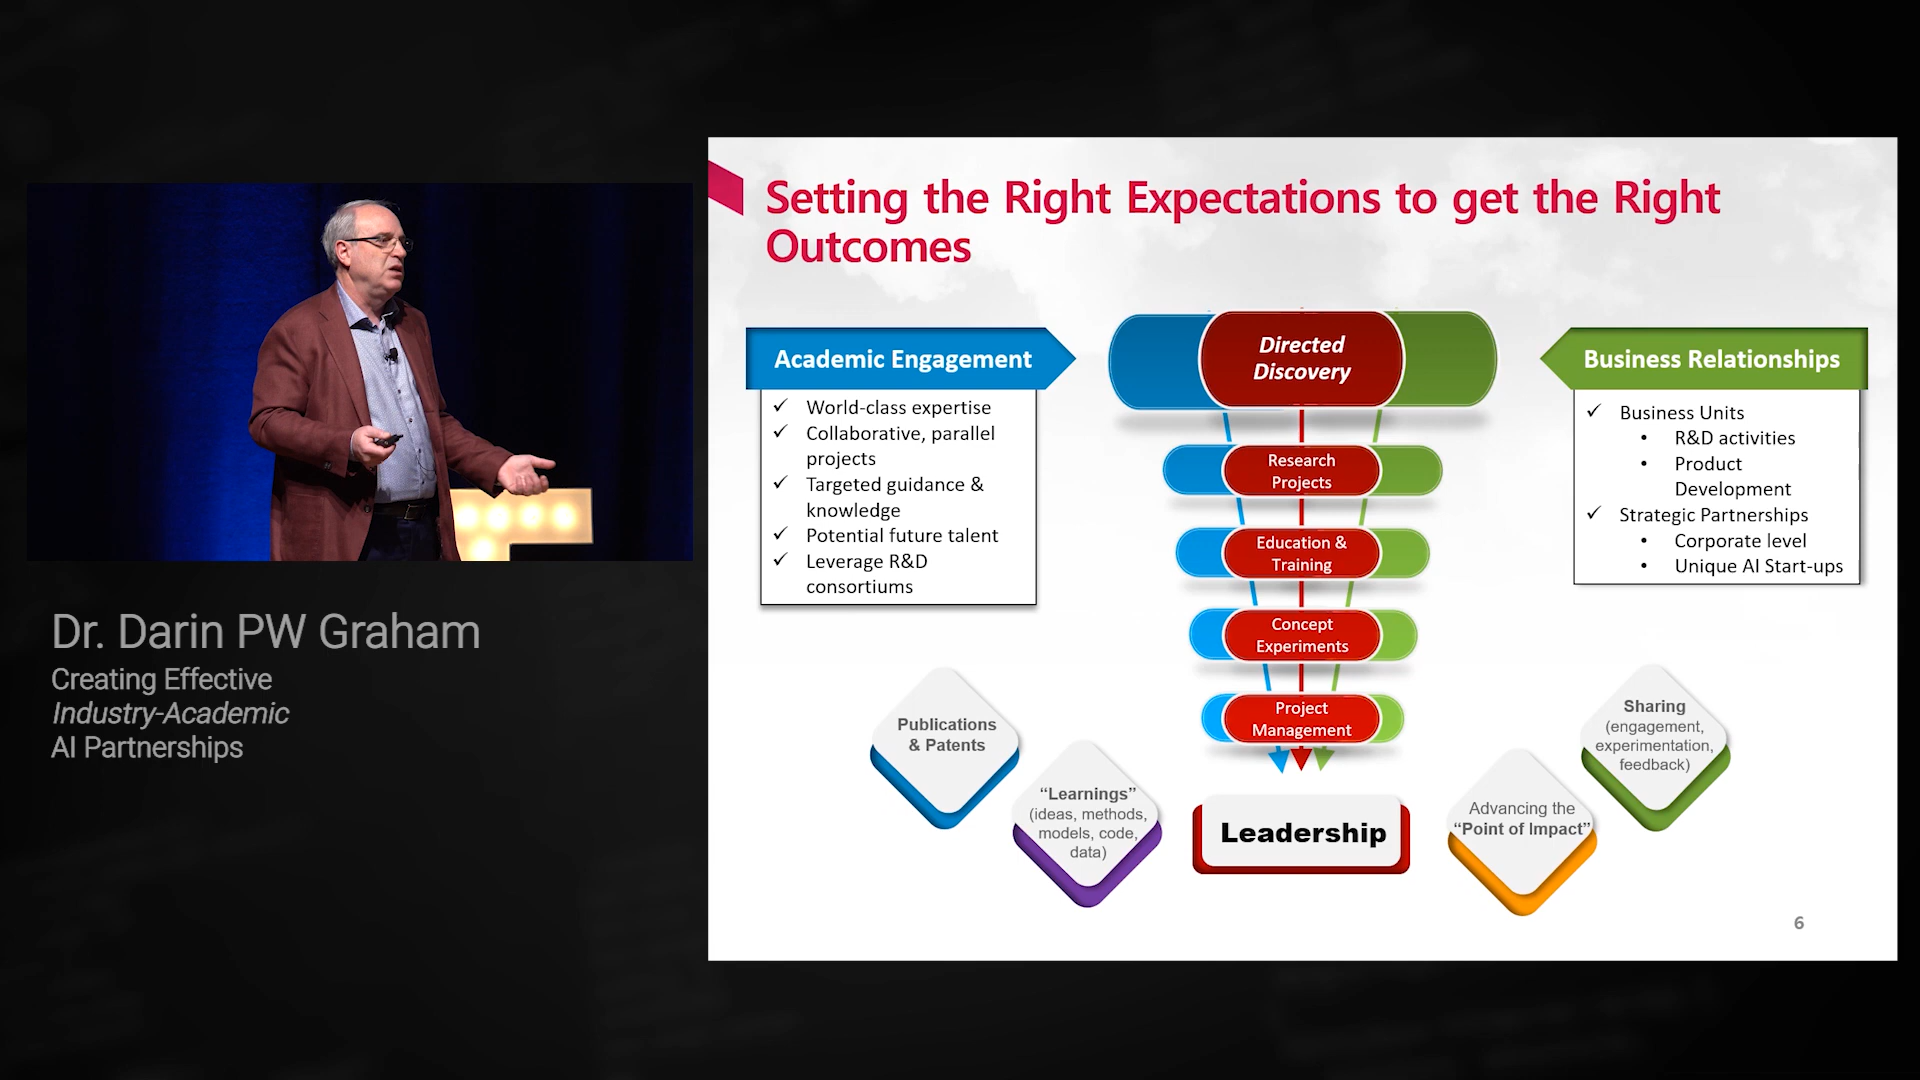 Setting the Right Expectations to get the Right
Outcomes
Academic Engagement
✓ World-class expertise
✓ Collaborative, parallel
projects
✓ Targeted guidance &
knowledge
✓ Potential future talent
✓ Leverage R&D
consortiums
Directed
Discovery
Research
Projects
Education &
Training
Concept
Experiments
Project
Management
Business Relationships
✓ Business Units
• R&D activities
• Product
Development
✓ Strategic Partnerships
• Corporate level
• Unique AI Start-ups
Publications
& Patents
“Learnings”
(ideas, methods,
models, code,
data)
Leadership
Advancing the
“Point of Impact”
Sharing
(engagement,
experimentation,
feedback)
6
Dr. Darin PW Graham
Creating Effective
Industry-Academic
AI Partnerships